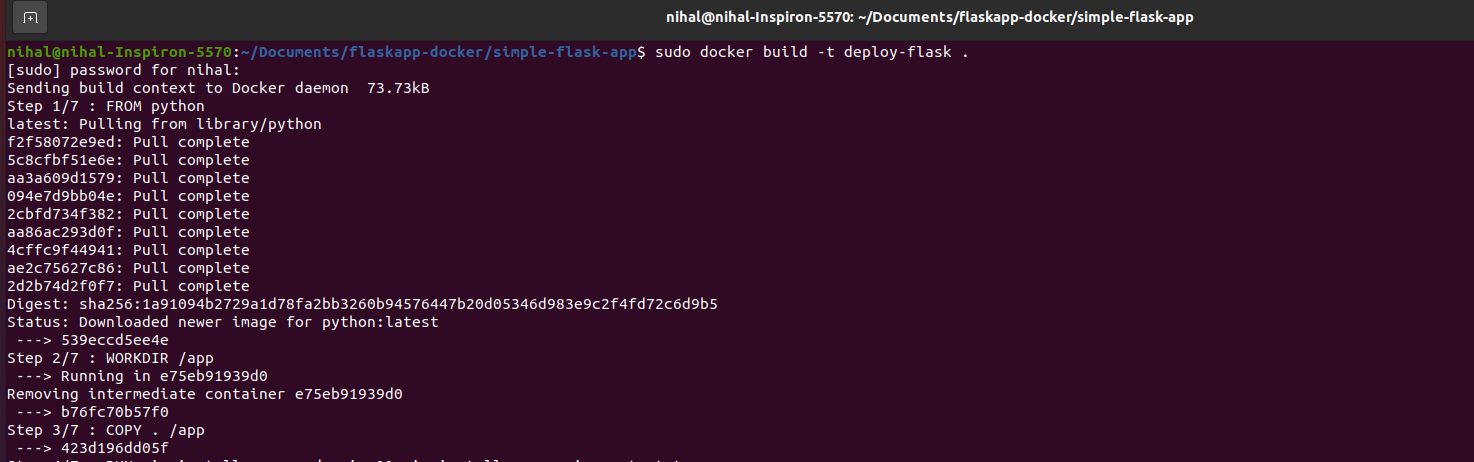 nihal@nihal-Inspiron-5570: ~/Documents/flaskapp-docker/simple-flask-app
nihal@nihal-Inspiron-5570:~/Documents/flaskapp-docker/simple-flask-app$ sudo docker build -t deploy-flask .
[sudo] password for nihal:
Sending build context to Docker daemon  73.73kB
Step 1/7 : FROM python
latest: Pulling from library/python
f2f58072e9ed: Pull complete
5c8cfbf51e6e: Pull complete
aa3a609d1579: Pull complete
094e7d9bb04e: Pull complete
2cbfd734f382: Pull complete
aa86ac293d0f: Pull complete
4cffc9f44941: Pull complete
ae2c75627c86: Pull complete
2d2b74d2f0f7: Pull complete
Digest: sha256:1a91094b2729a1d78fa2bb3260b94576447b20d05346d983e9c2f4fd72c6d9b5
Status: Downloaded newer image for python:latest
 ---> 539eccd5ee4e
Step 2/7 : WORKDIR /app
 ---> Running in e75eb91939d0
Removing intermediate container e75eb91939d0
 ---> b76fc70b57f0
Step 3/7 : COPY . /app
 ---> 423d196dd05f